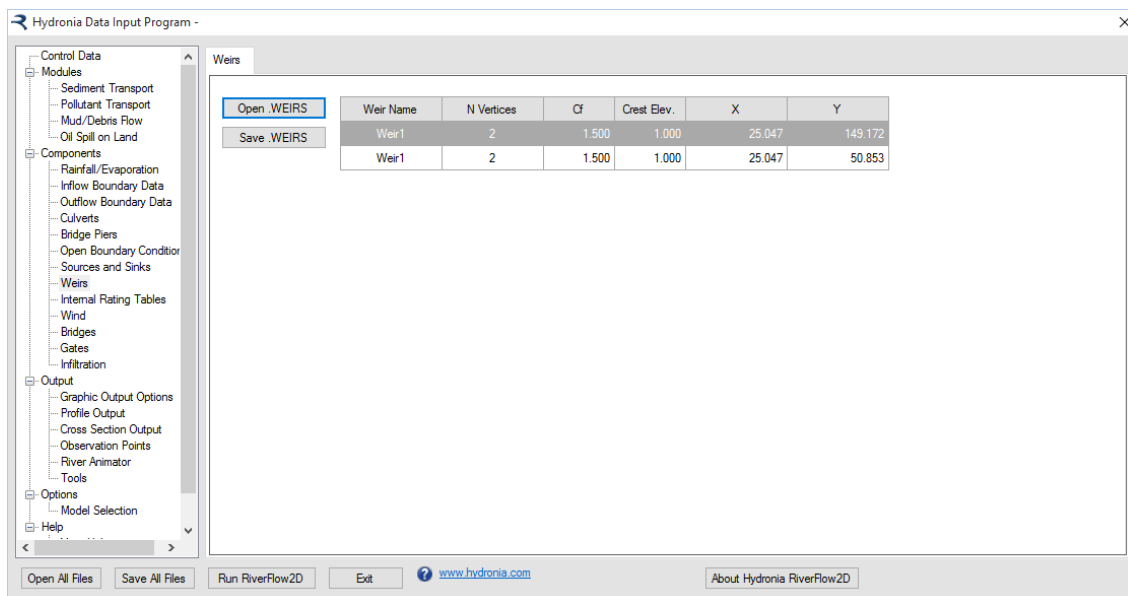 Hydronia Data Input Program -
Control Data
Modules
Sediment Transport
Pollutant Transport
Mud/Debris Flow
Oil Spill on Land
Components
Rainfall/Evaporation
Inflow Boundary Data
Outflow Boundary Data
Culverts
Bridge Piers
Open Boundary Condition
Sources and Sinks
Weirs
Internal Rating Tables
Wind
Bridges
Gates
Infiltration
Output
Graphic Output Options
Profile Output
Cross Section Output
Observation Points
River Animator
Tools
Options
Model Selection
Help
Weirs
Open .WEIRS
Save .WEIRS
Weir Name N Vertices Cf Crest Elev. X Y
Weir1 2 1.500 1.000 25.047 149.172
Weir1 2 1.500 1.000 25.047 50.853
Open All Files Save All Files Run RiverFlow2D Exit ? www.hydronia.com About Hydronia RiverFlow2D